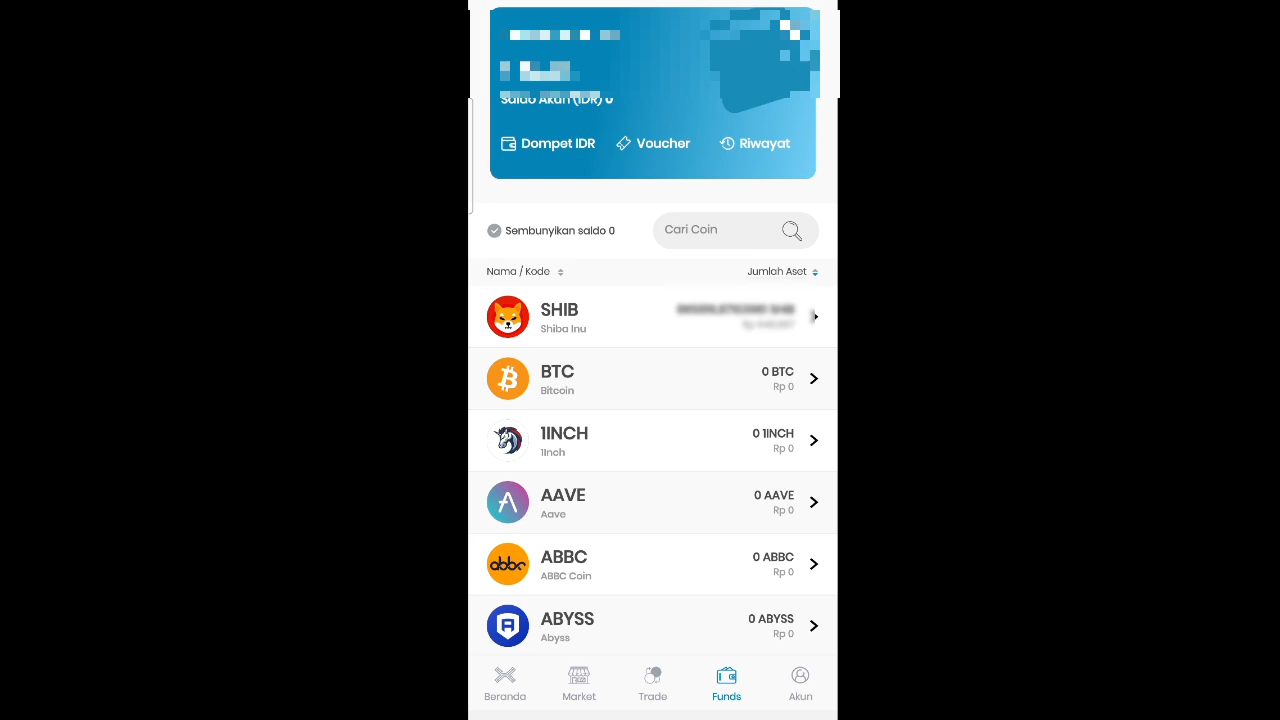 Saldo Akun (IDR) 0
Dompet IDR Voucher Riwayat
Sembunyikan saldo 0 Cari Coin
Nama / Kode Jumlah Aset
SHIB
Shiba Inu
BTC 0 BTC
Bitcoin Rp 0
1INCH 0 1INCH
1Inch Rp 0
AAVE 0 AAVE
Aave Rp 0
ABBC 0 ABBC
abbc
ABBC Coin Rp 0
ABYSS 0 ABYSS
Abyss Rp 0
Beranda Market Trade Funds Akun